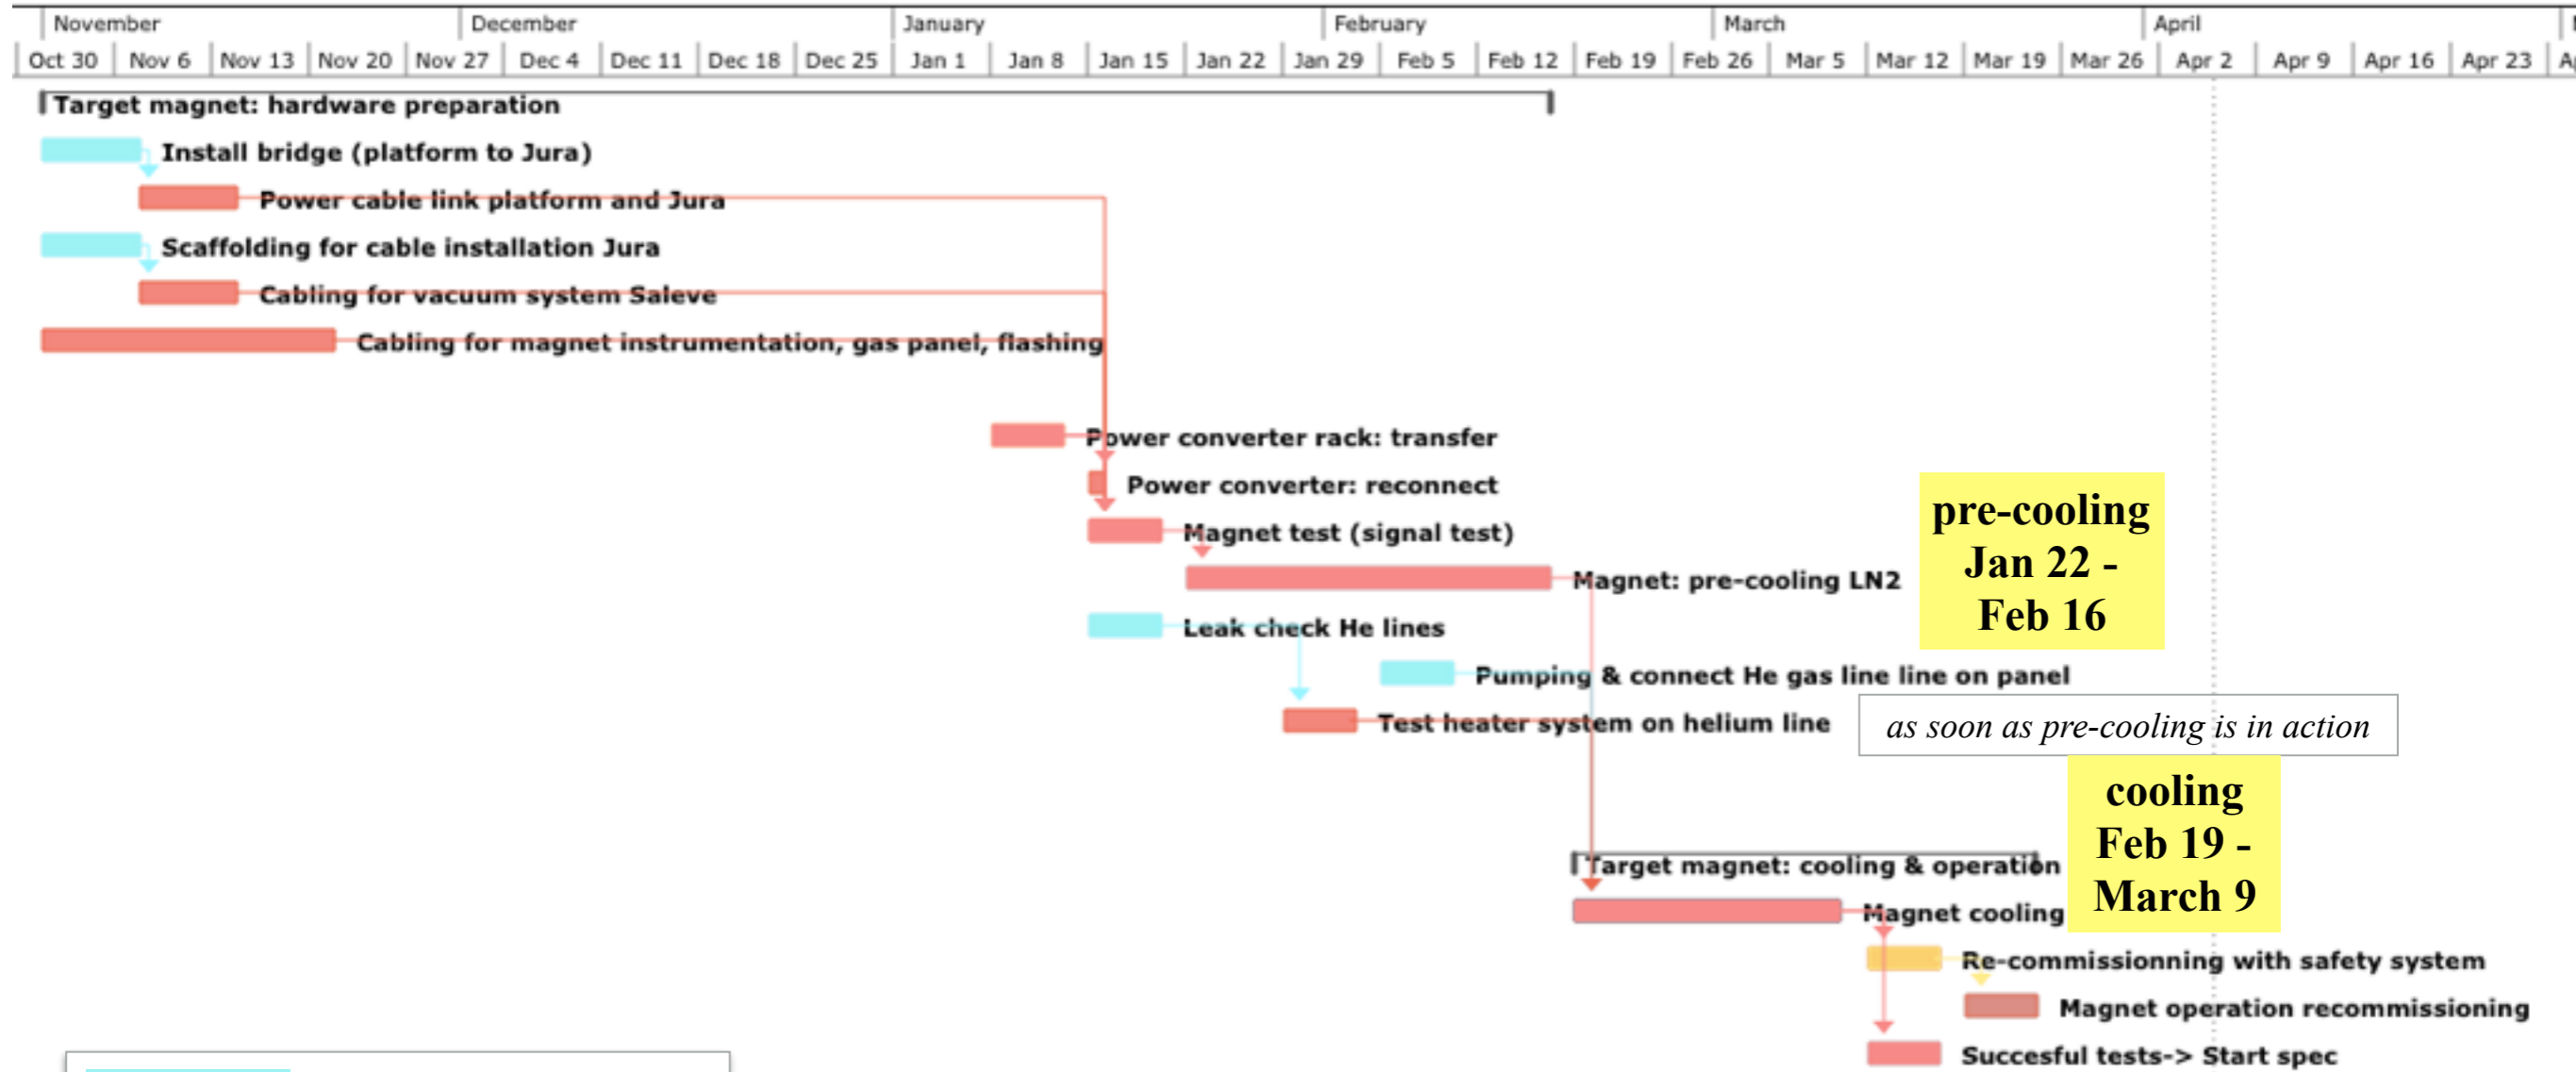 November December January February March April
Oct 30 Nov 6 Nov 13 Nov 20 Nov 27 Dec 4 Dec 11 Dec 18 Dec 25 Jan 1 Jan 8 Jan 15 Jan 22 Jan 29 Feb 5 Feb 12 Feb 19 Feb 26 Mar 5 Mar 12 Mar 19 Mar 26 Apr 2 Apr 9 Apr 16 Apr 23
Target magnet: hardware preparation
Install bridge (platform to Jura)
Power cable link platform and Jura
Scaffolding for cable installation Jura
Cabling for vacuum system Saleve
Cabling for magnet instrumentation, gas panel, flashing
Power converter rack: transfer
Power converter: reconnect
Magnet test (signal test)
Magnet: pre-cooling LN2
pre-cooling
Jan 22 -
Feb 16
Leak check He lines
Pumping & connect He gas line line on panel
Test heater system on helium line
as soon as pre-cooling is in action
Target magnet: cooling & operation
Magnet cooling
cooling
Feb 19 -
March 9
Re-commissionning with safety system
Magnet operation recommissioning
Succesful tests-> Start spec